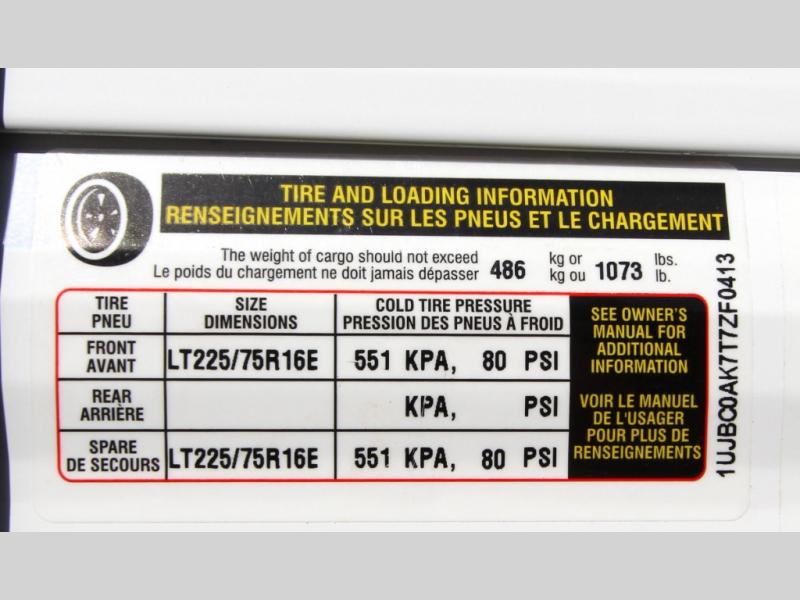 TIRE AND LOADING INFORMATION
RENSEIGNEMENTS SUR LES PNEUS ET LE CHARGEMENT
The weight of cargo should not exceed
Le poids du chargement ne doit jamais dépasser
486
kg or
kg ou
1073
lbs.
lb.
TIRE
PNEU
SIZE
DIMENSIONS
COLD TIRE PRESSURE
PRESSION DES PNEUS À FROID
FRONT
AVANT
LT225/75R16E
551 KPA, 80 PSI
REAR
ARRIÈRE
KPA, PSI
SPARE
DE SECOURS
LT225/75R16E
551 KPA, 80 PSI
SEE OWNER'S
MANUAL FOR
ADDITIONAL
INFORMATION
VOIR LE MANUEL
DE L'USAGER
POUR PLUS DE
RENSEIGNEMENTS
1UJBC0AK7T7ZF0413